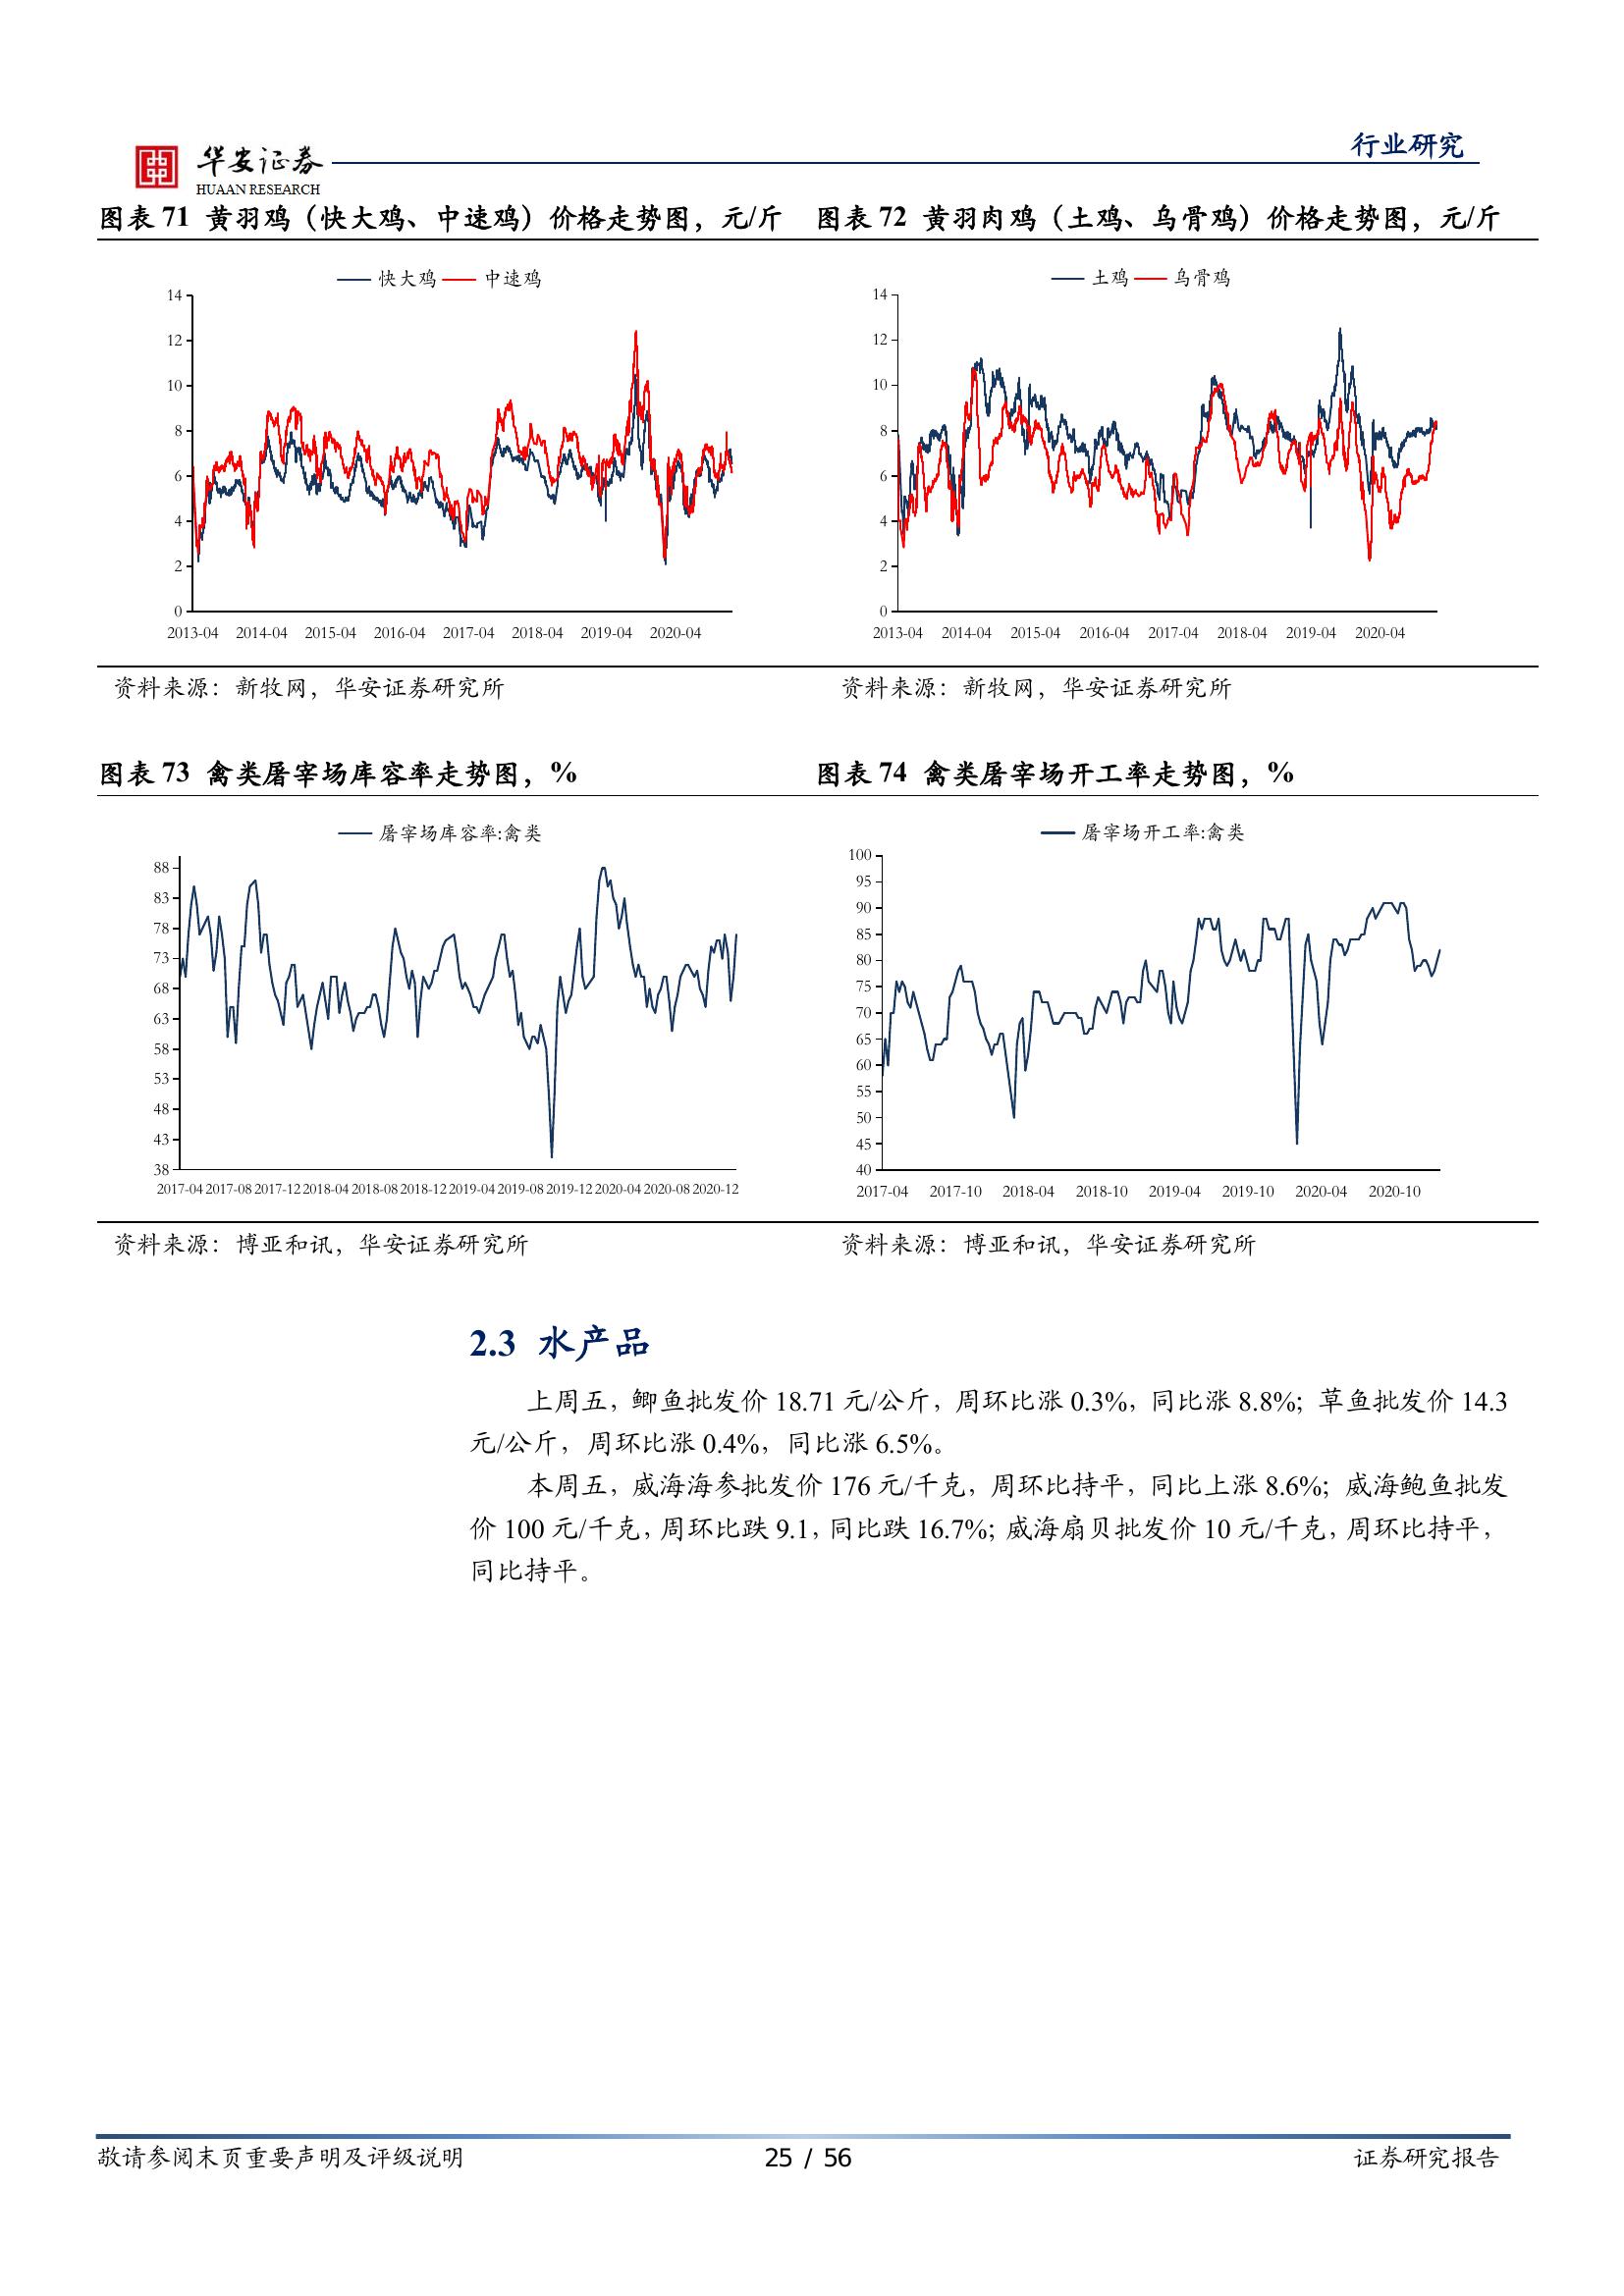 华安证券
HUAAN RESEARCH
行业研究
图表 71 黄羽鸡（快大鸡、中速鸡）价格走势图，元/斤
图表 72 黄羽肉鸡（土鸡、乌骨鸡）价格走势图，元/斤
快大鸡 中速鸡
14
12
10
8
6
4
2
0
2013-04 2014-04 2015-04 2016-04 2017-04 2018-04 2019-04 2020-04
土鸡 乌骨鸡
14
12
10
8
6
4
2
0
2013-04 2014-04 2015-04 2016-04 2017-04 2018-04 2019-04 2020-04
资料来源：新牧网，华安证券研究所
资料来源：新牧网，华安证券研究所
图表 73 禽类屠宰场库容率走势图，%
图表 74 禽类屠宰场开工率走势图，%
屠宰场库容率:禽类
88
83
78
73
68
63
58
53
48
43
38
2017-04 2017-08 2017-12 2018-04 2018-08 2018-12 2019-04 2019-08 2019-12 2020-04 2020-08 2020-12
屠宰场开工率:禽类
100
95
90
85
80
75
70
65
60
55
50
45
40
2017-04 2017-10 2018-04 2018-10 2019-04 2019-10 2020-04 2020-10
资料来源：博亚和讯，华安证券研究所
资料来源：博亚和讯，华安证券研究所
2.3 水产品
上周五，鲫鱼批发价 18.71 元/公斤，周环比涨 0.3%，同比涨 8.8%；草鱼批发价 14.3
元/公斤，周环比涨 0.4%，同比涨 6.5%。
本周五，威海海参批发价 176 元/千克，周环比持平，同比上涨 8.6%；威海鲍鱼批发
价 100 元/千克，周环比跌 9.1，同比跌 16.7%；威海扇贝批发价 10 元/千克，周环比持平，
同比持平。
敬请参阅末页重要声明及评级说明
25 / 56
证券研究报告